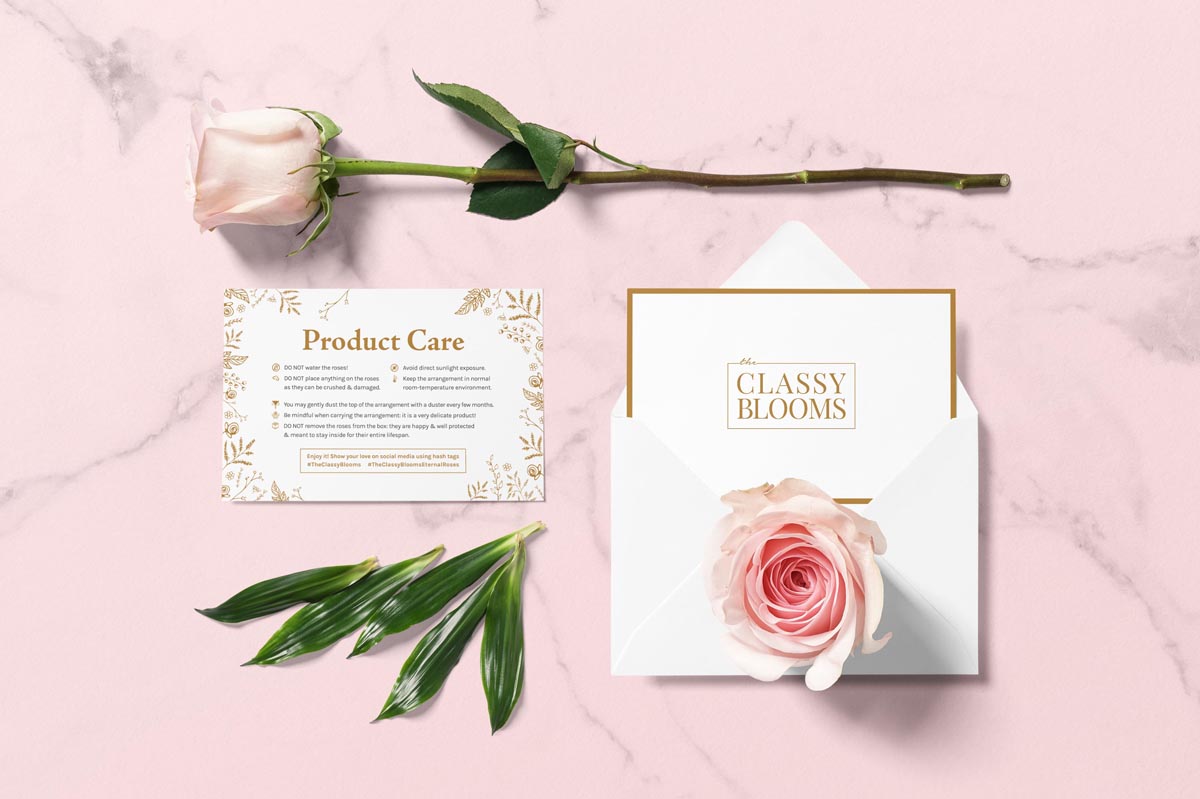 Product Care
DO NOT water the roses!
DO NOT place anything on the roses
as they can be crushed & damaged.
Avoid direct sunlight exposure.
Keep the arrangement in normal
room-temperature environment.
You may gently dust the top of the arrangement with a duster every few months.
Be mindful when carrying the arrangement: it is a very delicate product!
DO NOT remove the roses from the box: they are happy & well protected
& meant to stay inside for their entire lifespan.
Enjoy it! Show your love on social media using hash tags
#TheClassyBlooms #TheClassyBloomsEternalRoses
the
CLASSY
BLOOMS